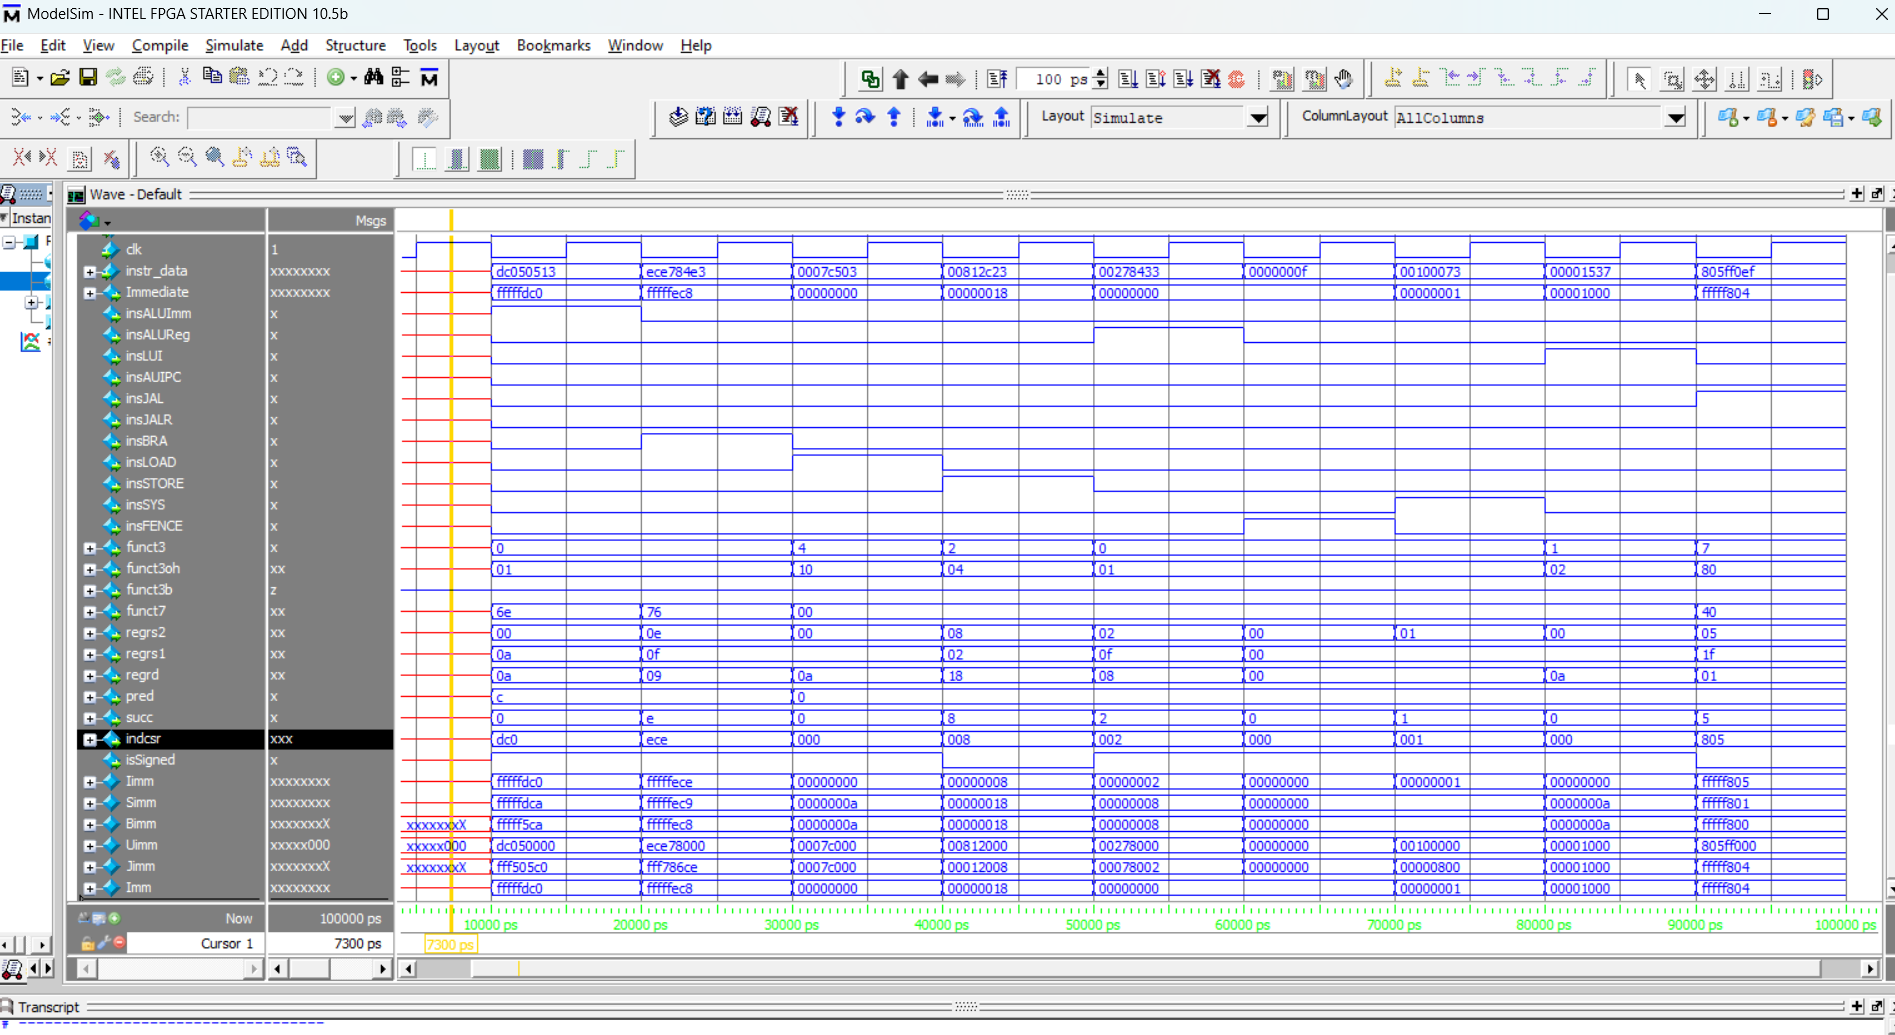 ModelSim - INTEL FPGA STARTER EDITION 10.5b
File Edit View Compile Simulate Add Structure Tools Layout Bookmarks Window Help
100 ps
Search: Layout Simulate ColumnLayout AllColumns
Wave - Default
Instan
Msgs
clk 1
instr_data xxxxxxxx dc050513 ece784e3 0007c503 00812c23 00278433 0000000f 00100073 00001537 805ff0ef
Immediate xxxxxxxx fffffdc0 fffffec8 00000000 00000018 00000000 00000001 00001000 fffff804
insALUImm x
insALUReg x
insLUI x
insAUIPC x
insJAL x
insJALR x
insBRA x
insLOAD x
insSTORE x
insSYS x
insFENCE x
funct3 x 0 4 2 0 1 7
funct3oh xx 01 10 04 01 02 80
funct3b z
funct7 xx 6e 76 00 40
regrs2 xx 00 0e 00 08 02 00 01 00 05
regrs1 xx 0a 0f 02 0f 00 1f
regrd xx 0a 09 0a 18 08 00 0a 01
pred x c 0
succ x 0 e 0 8 2 0 1 0 5
indcsr xxx dc0 ece 000 008 002 000 001 000 805
isSigned x
Iimm xxxxxxxx fffffdc0 fffffece 00000000 00000008 00000002 00000000 00000001 00000000 fffff805
Simm xxxxxxxx fffffdca fffffec9 0000000a 00000018 00000008 00000000 0000000a fffff801
Bimm xxxxxxxX xxxxxxxX fffff5ca fffffec8 0000000a 00000018 00000008 00000000 0000000a fffff800
Uimm xxxxx000 xxxxx000 dc050000 ece78000 0007c000 00812000 00278000 00000000 00100000 00001000 805ff000
Jimm xxxxxxxX xxxxxxxX fff505c0 fff786ce 0007c000 00012008 00078002 00000000 00000800 00001000 fffff804
Imm xxxxxxxx fffffdc0 fffffec8 00000000 00000018 00000000 00000001 00001000 fffff804
Now 100000 ps 10000 ps 20000 ps 30000 ps 40000 ps 50000 ps 60000 ps 70000 ps 80000 ps 90000 ps 100000 ps
Cursor 1 7300 ps 7300 ps
Transcript